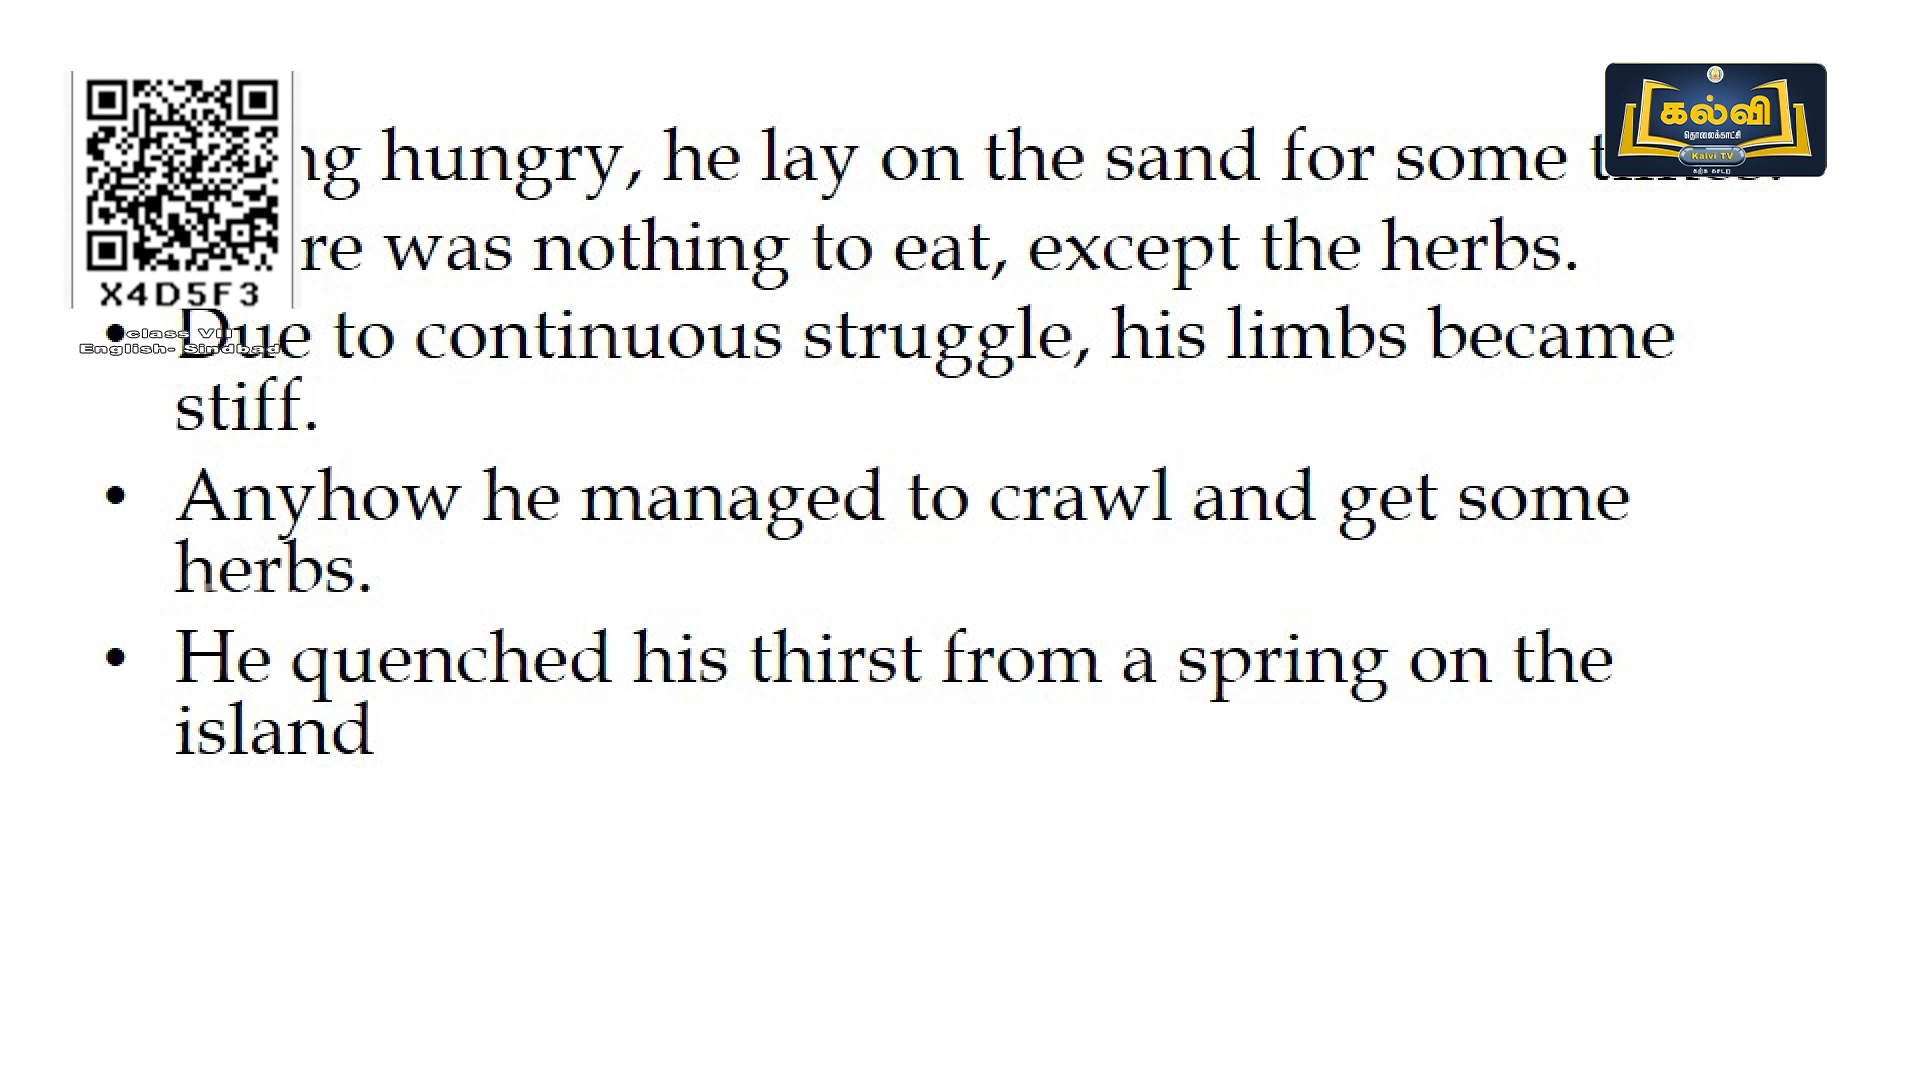 ng hungry, he lay on the sand for some
re was nothing to eat, except the herbs.
• Due to continuous struggle, his limbs became
stiff.
• Anyhow he managed to crawl and get some
herbs.
• He quenched his thirst from a spring on the
island
X4D5F3
class VII
English- Sindbad
கல்வி
தொலைக்காட்சி
Kalvi TV
கற்க கசடற